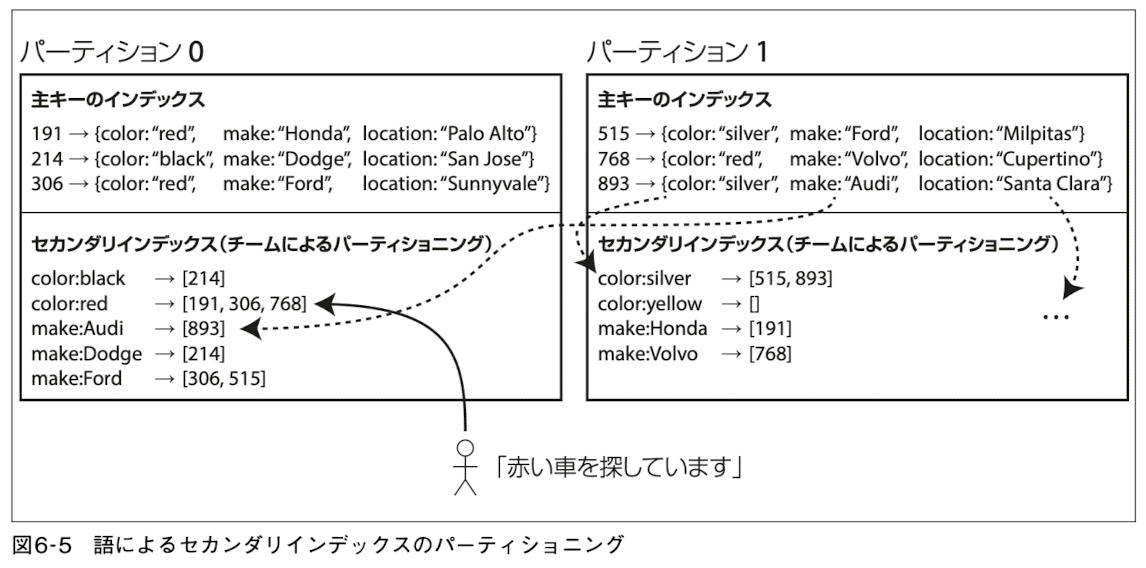 パーティション 0
主キーのインデックス
191 → {color: “red”, make: “Honda”, location: “Palo Alto”}
214 → {color: “black”, make: “Dodge”, location: “San Jose”}
306 → {color: “red”, make: “Ford”, location: “Sunnyvale”}
セカンダリインデックス（チームによるパーティショニング）
color:black → [214]
color:red → [191, 306, 768]
make:Audi → [893]
make:Dodge → [214]
make:Ford → [306, 515]
パーティション 1
主キーのインデックス
515 → {color: “silver”, make: “Ford”, location: “Milpitas”}
768 → {color: “red”, make: “Volvo”, location: “Cupertino”}
893 → {color: “silver”, make: “Audi”, location: “Santa Clara”}
セカンダリインデックス（チームによるパーティショニング）
color:silver → [515, 893]
color:yellow → []
make:Honda → [191]
make:Volvo → [768]
…
「赤い車を探しています」
図6-5　語によるセカンダリインデックスのパーティショニング